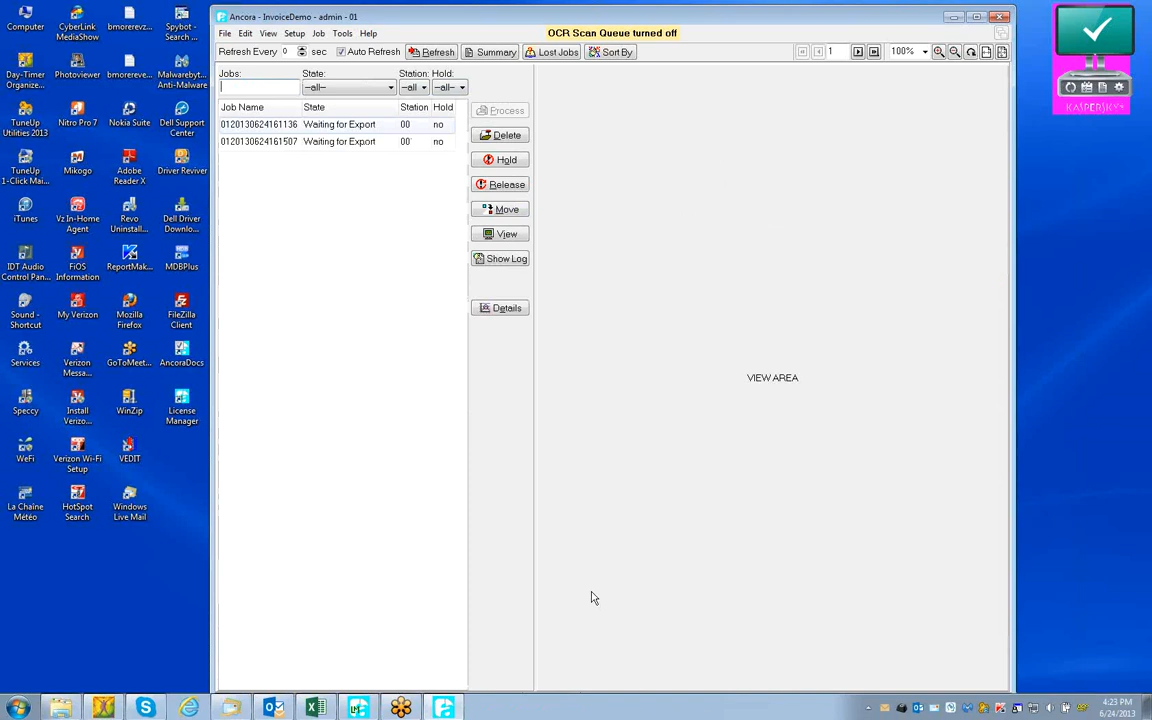 Ancora - InvoiceDemo - admin - 01
File Edit View Setup Job Tools Help
OCR Scan Queue turned off
Refresh Every 0 sec Auto Refresh Refresh Summary Lost Jobs Sort By 1 100%
Jobs: State: Station: Hold:
--all-- --all --all--
Job Name State Station Hold
0120130624161136 Waiting for Export 00 no
0120130624161507 Waiting for Export 00 no
Process
Delete
Hold
Release
Move
View
Show Log
Details
VIEW AREA
Computer
CyberLink MediaShow
bmorerevz...
Spybot - Search ...
Day-Timer Organize...
Photoviewer
bmorereve...
Malwarebyt... Anti-Malware
TuneUp Utilities 2013
Nitro Pro 7
Nokia Suite
Dell Support Center
TuneUp 1-Click Mai...
Mikogo
Adobe Reader X
Driver Reviver
iTunes
Vz In-Home Agent
Revo Uninstall...
Dell Driver Downlo...
IDT Audio Control Pan...
FiOS Information
ReportMak...
MDBPlus
Sound - Shortcut
My Verizon
Mozilla Firefox
FileZilla Client
Services
Verizon Messa...
GoToMeet...
AncoraDocs
Speccy
Install Verizo...
WinZip
License Manager
WeFi
Verizon Wi-Fi Setup
VEDIT
La Chaîne Météo
HotSpot Search
Windows Live Mail
KASPERSKY
4:23 PM
6/24/2013